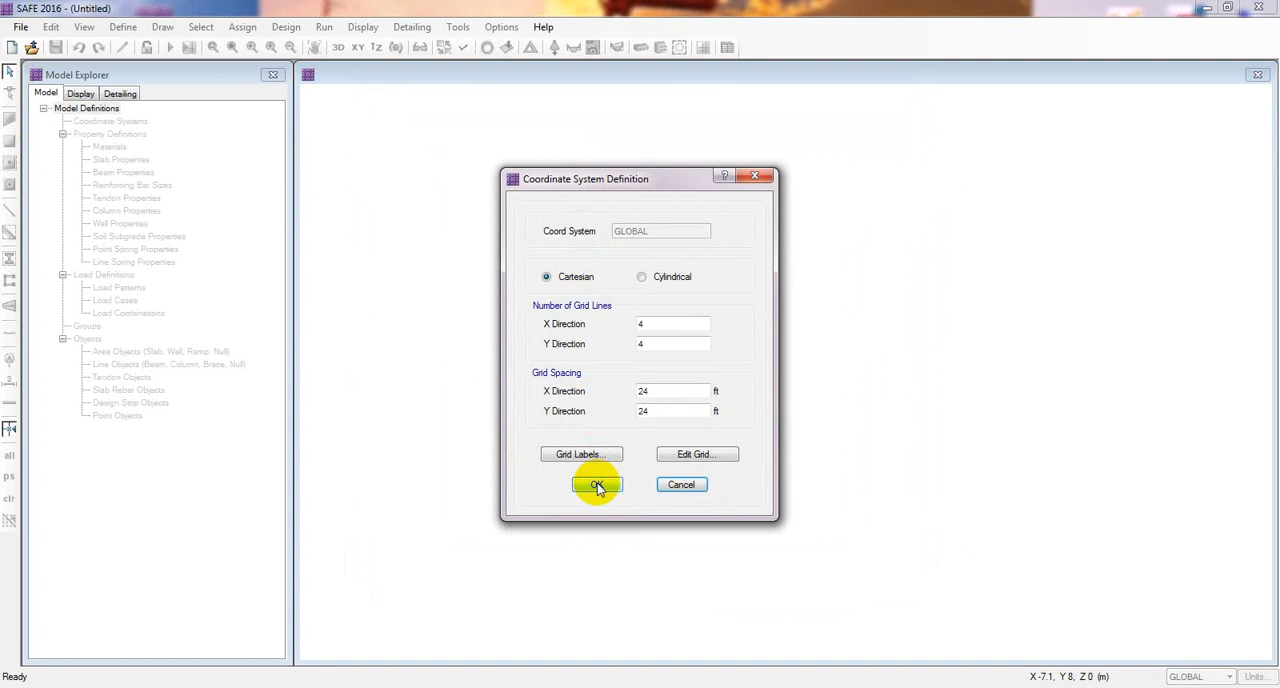 SAFE 2016 - (Untitled)
File Edit View Define Draw Select Assign Design Run Display Detailing Tools Options Help
3D XY
Model Explorer
Model Display Detailing
Model Definitions
Coordinate Systems
Property Definitions
Materials
Slab Properties
Beam Properties
Reinforcing Bar Sizes
Tendon Properties
Column Properties
Wall Properties
Soil Subgrade Properties
Point Spring Properties
Line Spring Properties
Load Definitions
Load Patterns
Load Cases
Load Combinations
Groups
Objects
Area Objects (Slab, Wall, Ramp, Null)
Line Objects (Beam, Column, Brace, Null)
Tendon Objects
Slab Rebar Objects
Design Strip Objects
Point Objects
all
ps
clr
Coordinate System Definition
Coord System GLOBAL
Cartesian Cylindrical
Number of Grid Lines
X Direction 4
Y Direction 4
Grid Spacing
X Direction 24 ft
Y Direction 24 ft
Grid Labels... Edit Grid...
OK Cancel
Ready X -7.1, Y 8, Z 0 (m) GLOBAL Units...